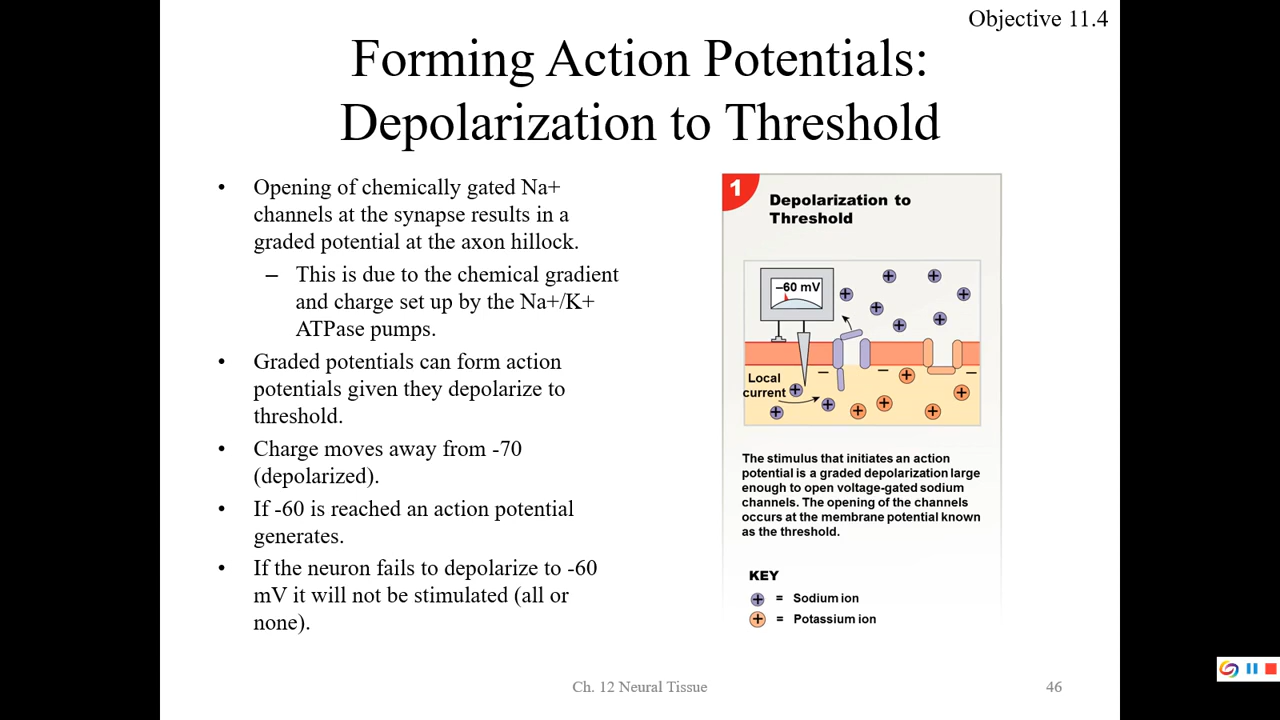 Objective 11.4
Forming Action Potentials:
Depolarization to Threshold
• Opening of chemically gated Na+
channels at the synapse results in a
graded potential at the axon hillock.
– This is due to the chemical gradient
and charge set up by the Na+/K+
ATPase pumps.
• Graded potentials can form action
potentials given they depolarize to
threshold.
• Charge moves away from -70
(depolarized).
• If -60 is reached an action potential
generates.
• If the neuron fails to depolarize to -60
mV it will not be stimulated (all or
none).
1
Depolarization to
Threshold
–60 mV
Local
current
The stimulus that initiates an action
potential is a graded depolarization large
enough to open voltage-gated sodium
channels. The opening of the channels
occurs at the membrane potential known
as the threshold.
KEY
+ = Sodium ion
+ = Potassium ion
Ch. 12 Neural Tissue
46